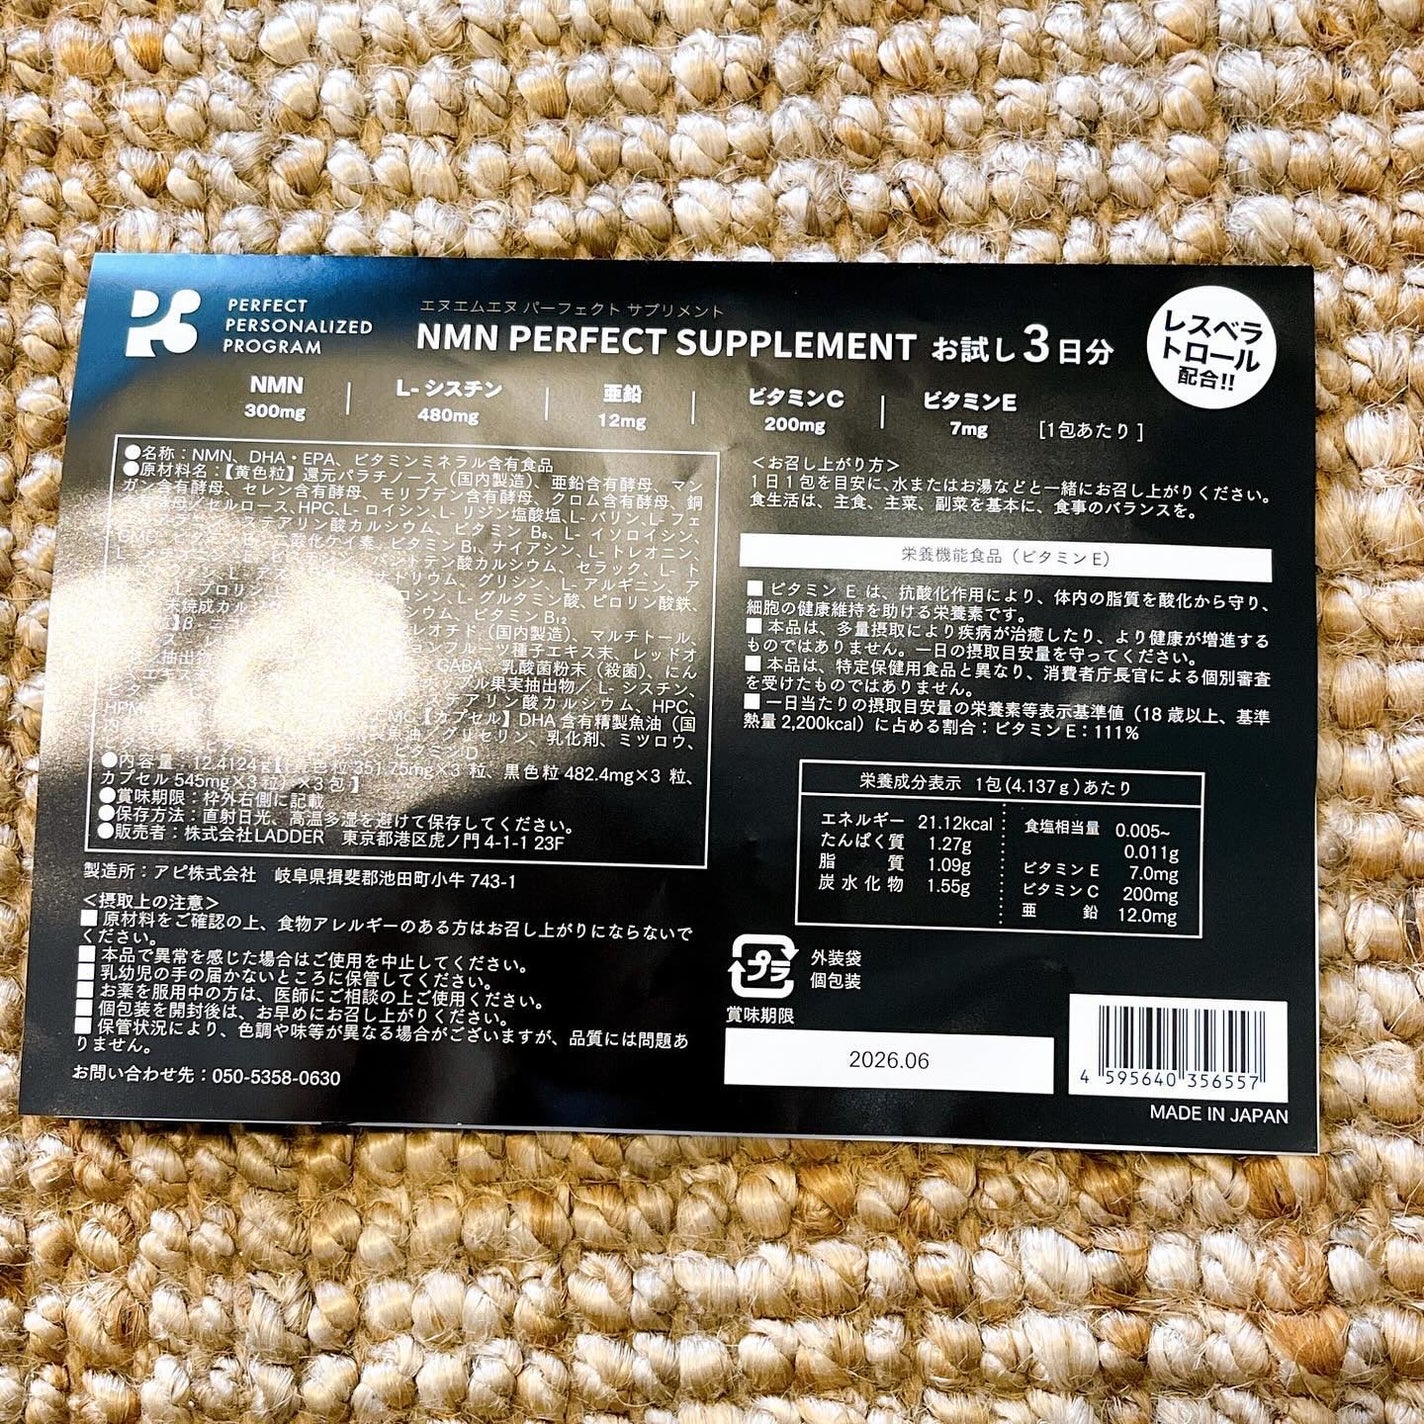 PERFECT
PERSONALIZED
PROGRAM
エヌエムエヌ パーフェクト サプリメント
NMN PERFECT SUPPLEMENT お試し3日分
レスベラ
トロール
配合!!
NMN
300mg
L-シスチン
480mg
亜鉛
12mg
ビタミンC
200mg
ビタミンE
7mg
[1包あたり]
●名称：NMN、DHA・EPA、ビタミンミネラル含有食品
●原材料名：【黄色粒】還元パラチノース（国内製造）、亜鉛含有酵母、マン
ガン含有酵母、セレン含有酵母、モリブデン含有酵母、クロム含有酵母、銅
セルロース、HPC、L-ロイシン、L-リジン塩酸塩、L-バリン、L-フェ
ステアリン酸カルシウム、ビタミンB₆、L-イソロイシン、
ビタミンB₁、ナイアシン、L-トレオニン、
テン酸カルシウム、セラック、L-ト
ナトリウム、グリシン、L-アルギニン、ア
L-グルタミン酸、ピロリン酸鉄、
未焼成カルシウム、ビタミンB₁₂
レオチド、（国内製造）、マルチトール、
種子エキス末、レッドオ
抽出物、GABA、乳酸菌粉末（殺菌）、にん
果実抽出物／L-シスチン、
HPM ステアリン酸カルシウム、HPC、
【カプセル】DHA含有精製魚油（国
グリセリン、乳化剤、ミツロウ、
ビタミンD
●内容量：12.4124g【黄色粒351.75mg×3粒、黒色粒482.4mg×3粒、
カプセル545mg×3粒）×3包】
●賞味期限：枠外右側に記載
●保存方法：直射日光、高温多湿を避けて保存してください。
●販売者：株式会社LADDER 東京都港区虎ノ門4-1-1 23F
製造所：アピ株式会社 岐阜県揖斐郡池田町小牛743-1
＜摂取上の注意＞
■原材料をご確認の上、食物アレルギーのある方はお召し上がりにならないで
ください。
■本品で異常を感じた場合はご使用を中止してください。
■乳幼児の手の届かないところに保管してください。
■お薬を服用中の方は、医師にご相談の上ご使用ください。
■個包装を開封後は、お早めにお召し上がりください。
■保管状況により、色調や味等が異なる場合がございますが、品質には問題あ
りません。
お問い合わせ先：050-5358-0630
＜お召し上がり方＞
1日1包を目安に、水またはお湯などと一緒にお召し上がりください。
食生活は、主食、主菜、副菜を基本に、食事のバランスを。
栄養機能食品（ビタミンE）
■ビタミンEは、抗酸化作用により、体内の脂質を酸化から守り、
細胞の健康維持を助ける栄養素です。
■本品は、多量摂取により疾病が治癒したり、より健康が増進する
ものではありません。一日の摂取目安量を守ってください。
■本品は、特定保健用食品と異なり、消費者庁長官による個別審査
を受けたものではありません。
■一日当たりの摂取目安量の栄養素等表示基準値（18歳以上、基準
熱量2,200kcal）に占める割合：ビタミンE：111%
栄養成分表示 1包(4.137g)あたり
エネルギー 21.12kcal
たんぱく質 1.27g
脂質 1.09g
炭水化物 1.55g
食塩相当量 0.005~
0.011g
ビタミンE 7.0mg
ビタミンC 200mg
亜鉛 12.0mg
プラ
外装袋
個包装
賞味期限
2026.06
4 595640 356557
MADE IN JAPAN